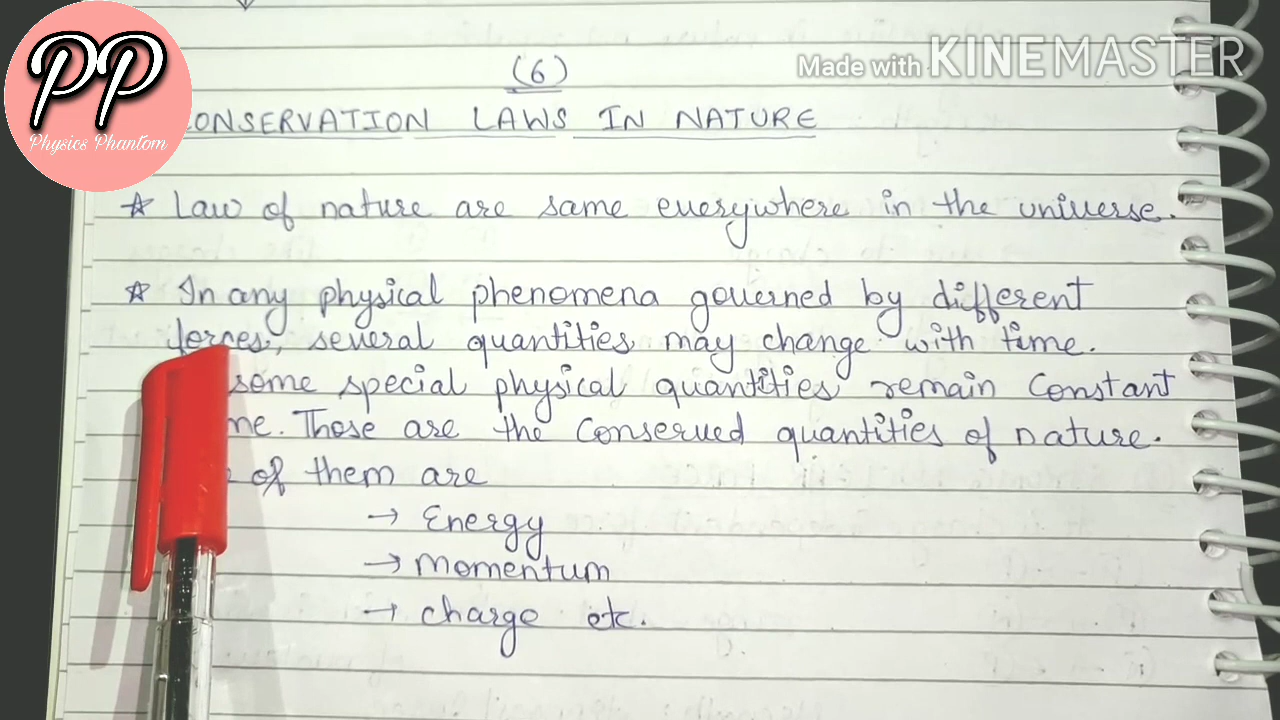 PP
Physics Phantom
Made with KINEMASTER
(6)
CONSERVATION LAWS IN NATURE
☆ Law of nature are same everywhere in the universe.
☆ In any physical phenomena governed by different
forces, several quantities may change with time.
some special physical quantities remain Constant
Those are the Conserved quantities of nature.
of them are
→ Energy
→ Momentum
→ Charge etc.